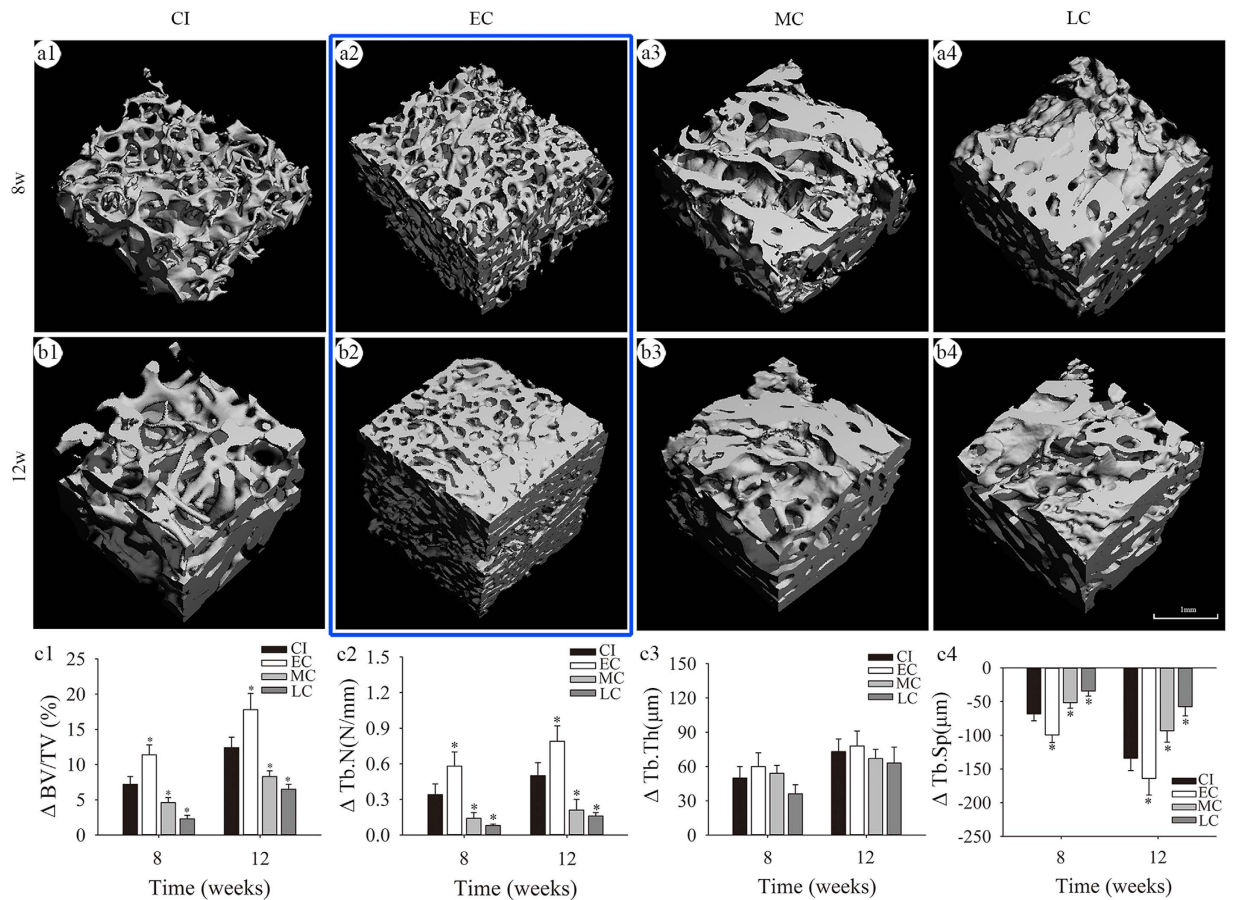 CI EC MC LC
a1 a2 a3 a4
8w
b1 b2 b3 b4
12w
1mm
c1
25
20
15
10
5
0
Δ BV/TV (%)
CI
EC
MC
LC
* * * * * *
8 12
Time (weeks)
c2
1.5
1.2
0.9
0.6
0.3
0.0
Δ Tb.N(N/mm)
CI
EC
MC
LC
* * * * * *
8 12
Time (weeks)
c3
150
120
90
60
30
0
Δ Tb.Th(μm)
CI
EC
MC
LC
8 12
Time (weeks)
c4
0
-50
-100
-150
-200
-250
Δ Tb.Sp(μm)
CI
EC
MC
LC
* * * * * *
8 12
Time (weeks)